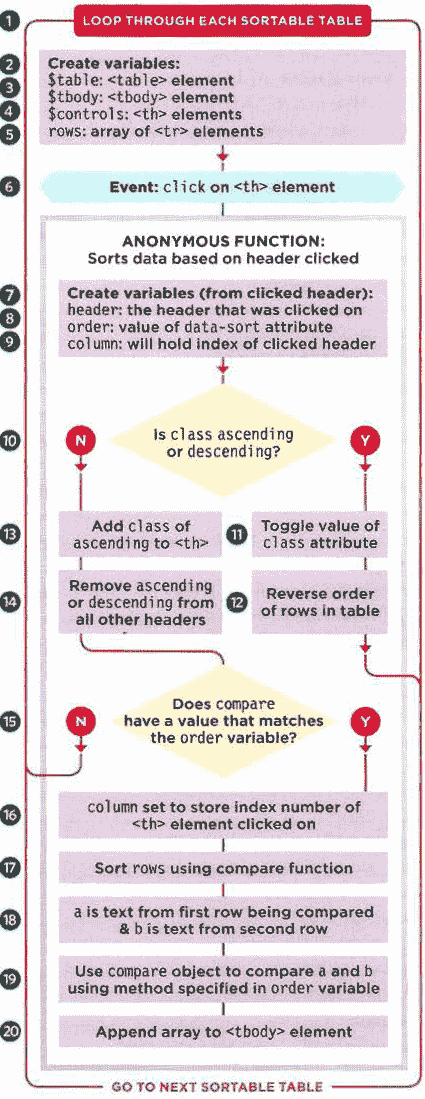 1 LOOP THROUGH EACH SORTABLE TABLE
2 Create variables:
3 $table: <table> element
$tbody: <tbody> element
4 $controls: <th> elements
5 rows: array of <tr> elements
6 Event: click on <th> element
ANONYMOUS FUNCTION:
Sorts data based on header clicked
7 Create variables (from clicked header):
header: the header that was clicked on
8 order: value of data-sort attribute
9 column: will hold index of clicked header
10 N Is class ascending Y
or descending?
13 Add class of
ascending to <th>
11 Toggle value of
class attribute
14 Remove ascending
or descending from
all other headers
12 Reverse order
of rows in table
Does compare
15 N have a value that matches Y
the order variable?
16 column set to store index number of
<th> element clicked on
17 Sort rows using compare function
18 a is text from first row being compared
& b is text from second row
19 Use compare object to compare a and b
using method specified in order variable
20 Append array to <tbody> element
GO TO NEXT SORTABLE TABLE